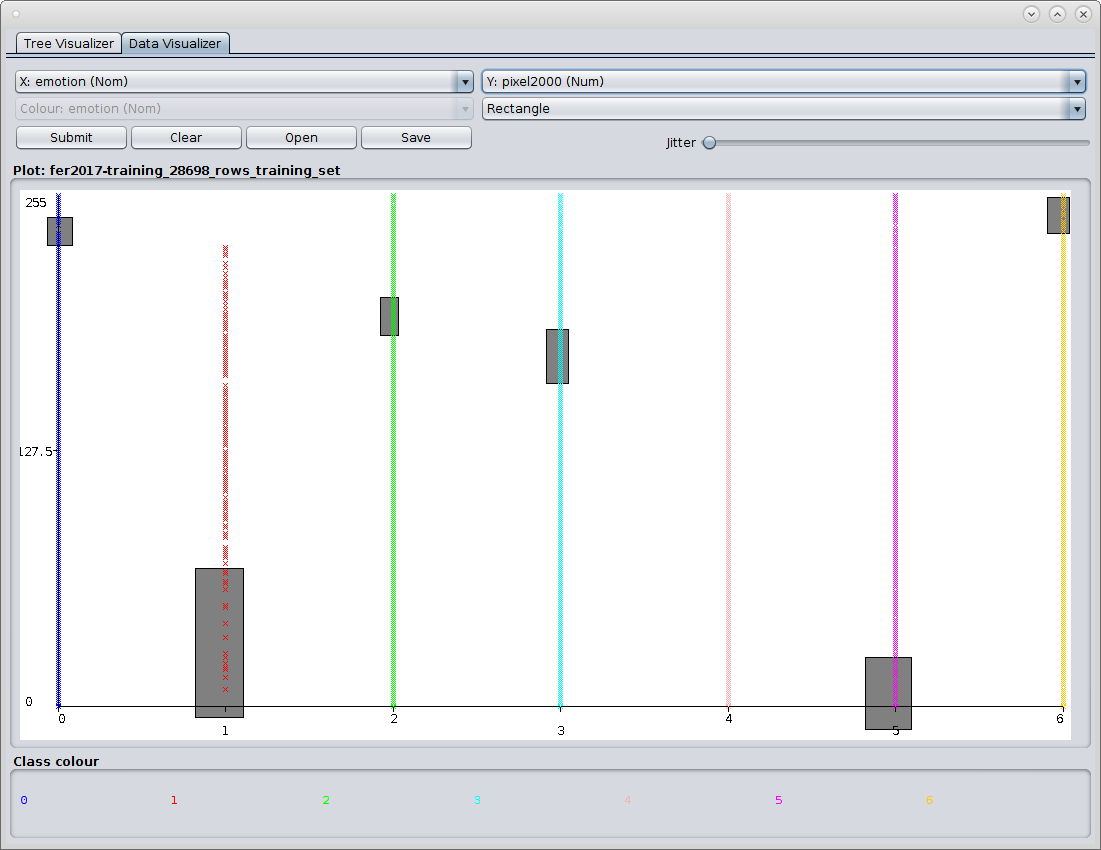 Tree Visualizer Data Visualizer
X: emotion (Nom) Y: pixel2000 (Num)
Colour: emotion (Nom) Rectangle
Submit Clear Open Save Jitter
Plot: fer2017-training_28698_rows_training_set
255
127.5
0
0 1 2 3 4 5 6
Class colour
0 1 2 3 4 5 6